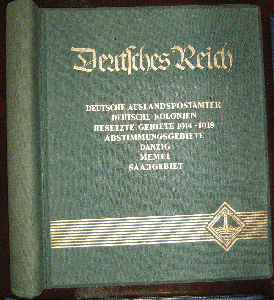 Deutsches Reich
DEUTSCHE AUSLANDSPOSTÄMTER
DEUTSCHE KOLONIEN
BESETZTE GEBIETE 1914-1918
ABSTIMMUNGSGEBIETE
DANZIG
MEMEL
SAARGEBIET